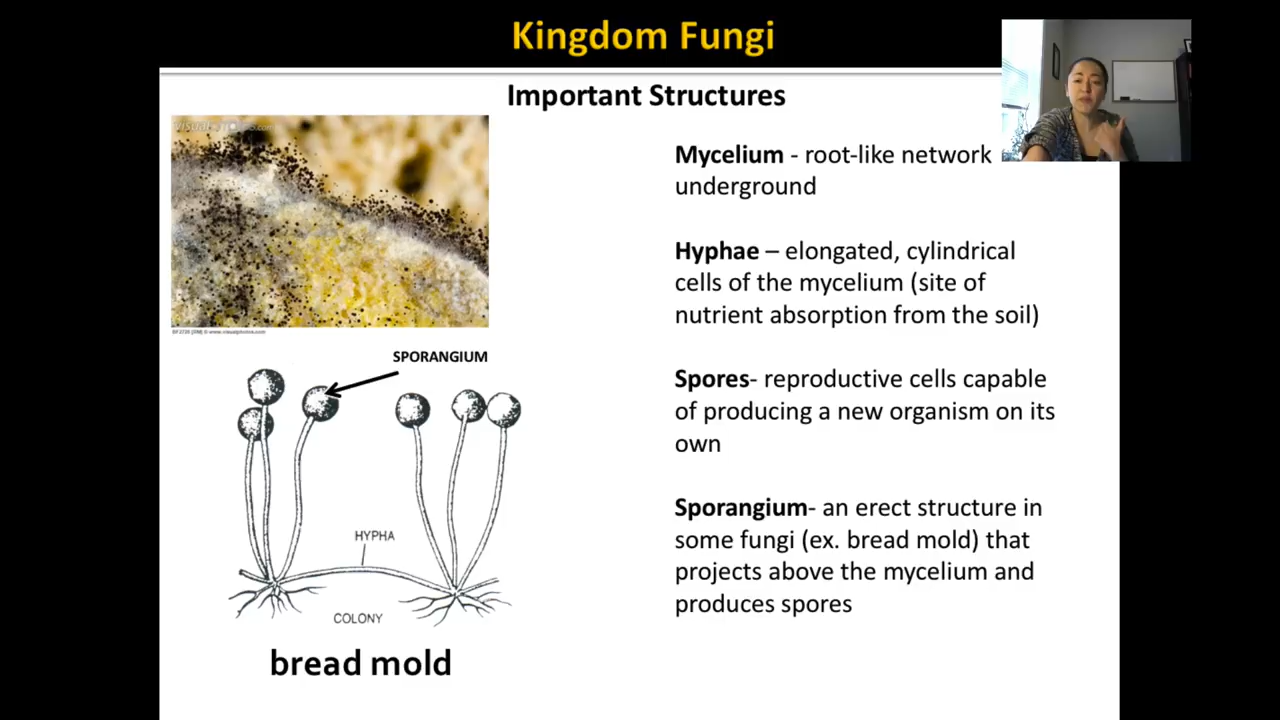 Kingdom Fungi
Important Structures
Mycelium - root-like network
underground
Hyphae – elongated, cylindrical
cells of the mycelium (site of
nutrient absorption from the soil)
Spores- reproductive cells capable
of producing a new organism on its
own
Sporangium- an erect structure in
some fungi (ex. bread mold) that
projects above the mycelium and
produces spores
SPORANGIUM
HYPHA
COLONY
bread mold